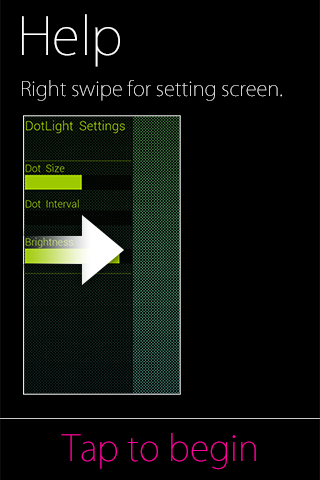 Help
Right swipe for setting screen.
DotLight Settings
Dot Size
Dot Interval
Brightness
Tap to begin